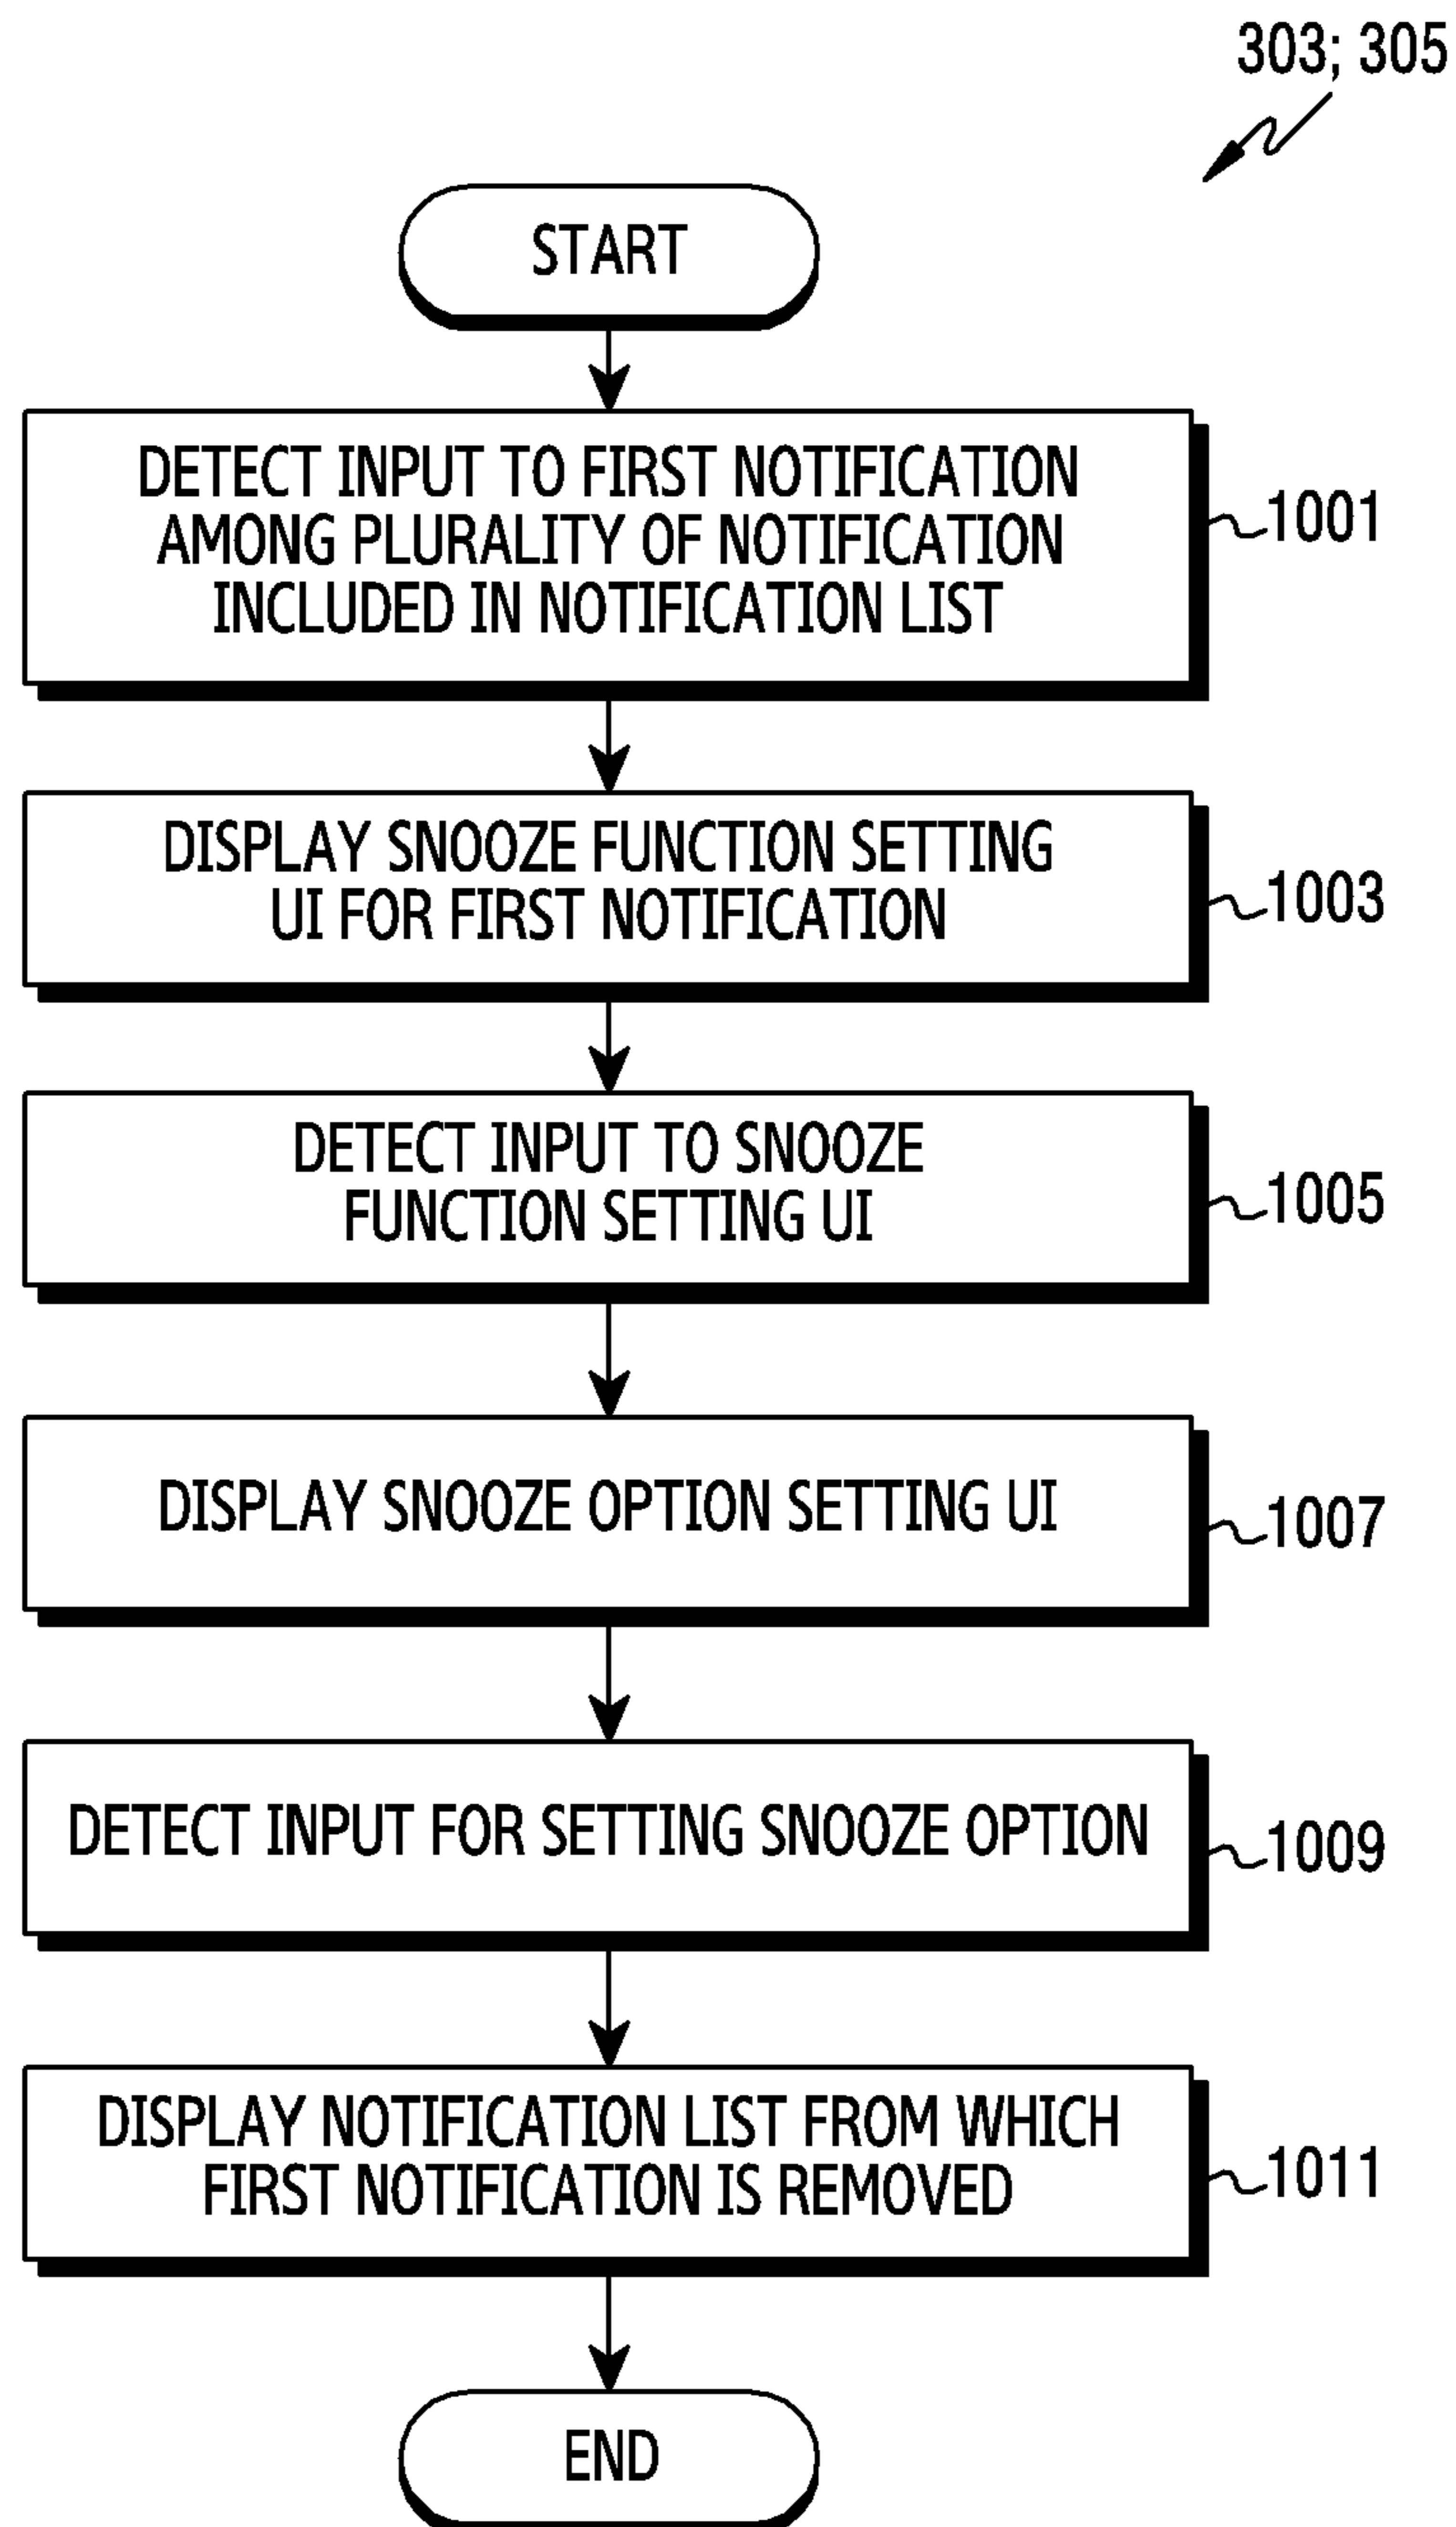 303; 305
START
DETECT INPUT TO FIRST NOTIFICATION
AMONG PLURALITY OF NOTIFICATION
INCLUDED IN NOTIFICATION LIST
1001
DISPLAY SNOOZE FUNCTION SETTING
UI FOR FIRST NOTIFICATION
1003
DETECT INPUT TO SNOOZE
FUNCTION SETTING UI
1005
DISPLAY SNOOZE OPTION SETTING UI
1007
DETECT INPUT FOR SETTING SNOOZE OPTION
1009
DISPLAY NOTIFICATION LIST FROM WHICH
FIRST NOTIFICATION IS REMOVED
1011
END